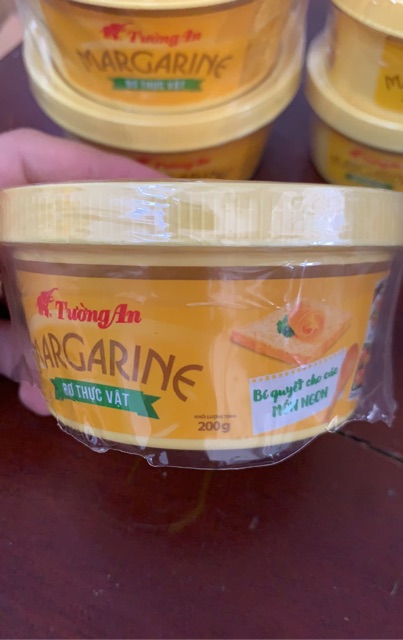 Tường An
MARGARINE
BƠ THỰC VẬT
Tường An
MARGARINE
BƠ THỰC VẬT
200g
Bí quyết cho các
MÓN NGON